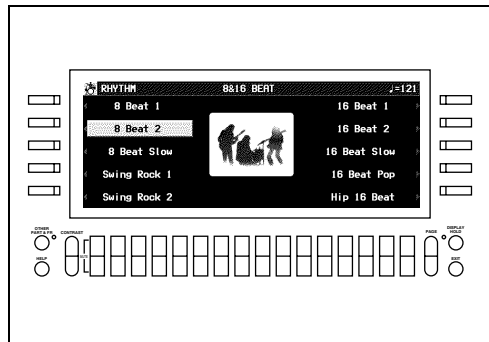 RHYTHM 8&16 BEAT ♩=121
8 Beat 1 16 Beat 1
8 Beat 2 16 Beat 2
8 Beat Slow 16 Beat Slow
Swing Rock 1 16 Beat Pop
Swing Rock 2 Hip 16 Beat
OTHER PART & FR CONTRAST PAGE DISPLAY HOLD
HELP EXIT